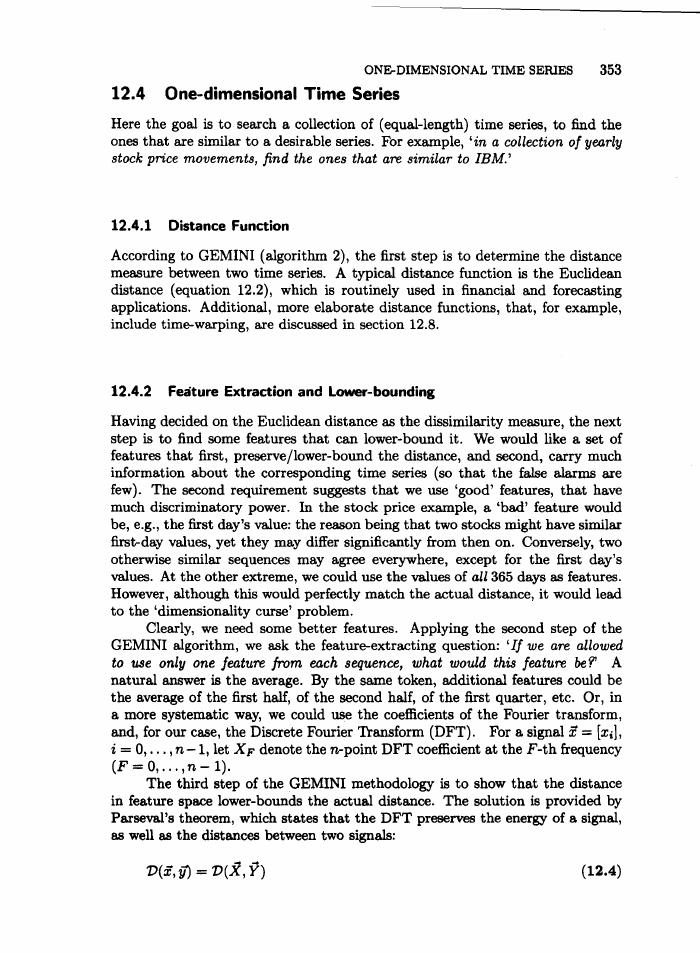 ONE-DIMENSIONAL TIME SERIES 353
12.4 One-dimensional Time Series
Here the goal is to search a collection of (equal-length) time series, to find the
ones that are similar to a desirable series. For example, ‘in a collection of yearly
stock price movements, find the ones that are similar to IBM.’
12.4.1 Distance Function
According to GEMINI (algorithm 2), the first step is to determine the distance
measure between two time series. A typical distance function is the Euclidean
distance (equation 12.2), which is routinely used in financial and forecasting
applications. Additional, more elaborate distance functions, that, for example,
include time-warping, are discussed in section 12.8.
12.4.2 Feature Extraction and Lower-bounding
Having decided on the Euclidean distance as the dissimilarity measure, the next
step is to find some features that can lower-bound it. We would like a set of
features that first, preserve/lower-bound the distance, and second, carry much
information about the corresponding time series (so that the false alarms are
few). The second requirement suggests that we use ‘good’ features, that have
much discriminatory power. In the stock price example, a ‘bad’ feature would
be, e.g., the first day’s value: the reason being that two stocks might have similar
first-day values, yet they may differ significantly from then on. Conversely, two
otherwise similar sequences may agree everywhere, except for the first day’s
values. At the other extreme, we could use the values of all 365 days as features.
However, although this would perfectly match the actual distance, it would lead
to the ‘dimensionality curse’ problem.
Clearly, we need some better features. Applying the second step of the
GEMINI algorithm, we ask the feature-extracting question: ‘If we are allowed
to use only one feature from each sequence, what would this feature be?’ A
natural answer is the average. By the same token, additional features could be
the average of the first half, of the second half, of the first quarter, etc. Or, in
a more systematic way, we could use the coefficients of the Fourier transform,
and, for our case, the Discrete Fourier Transform (DFT). For a signal x⃗ = [xᵢ],
i = 0, . . . , n − 1, let X_F denote the n-point DFT coefficient at the F-th frequency
(F = 0, . . . , n − 1).
The third step of the GEMINI methodology is to show that the distance
in feature space lower-bounds the actual distance. The solution is provided by
Parseval’s theorem, which states that the DFT preserves the energy of a signal,
as well as the distances between two signals:
D(x⃗, y⃗) = D(X⃗, Y⃗) (12.4)